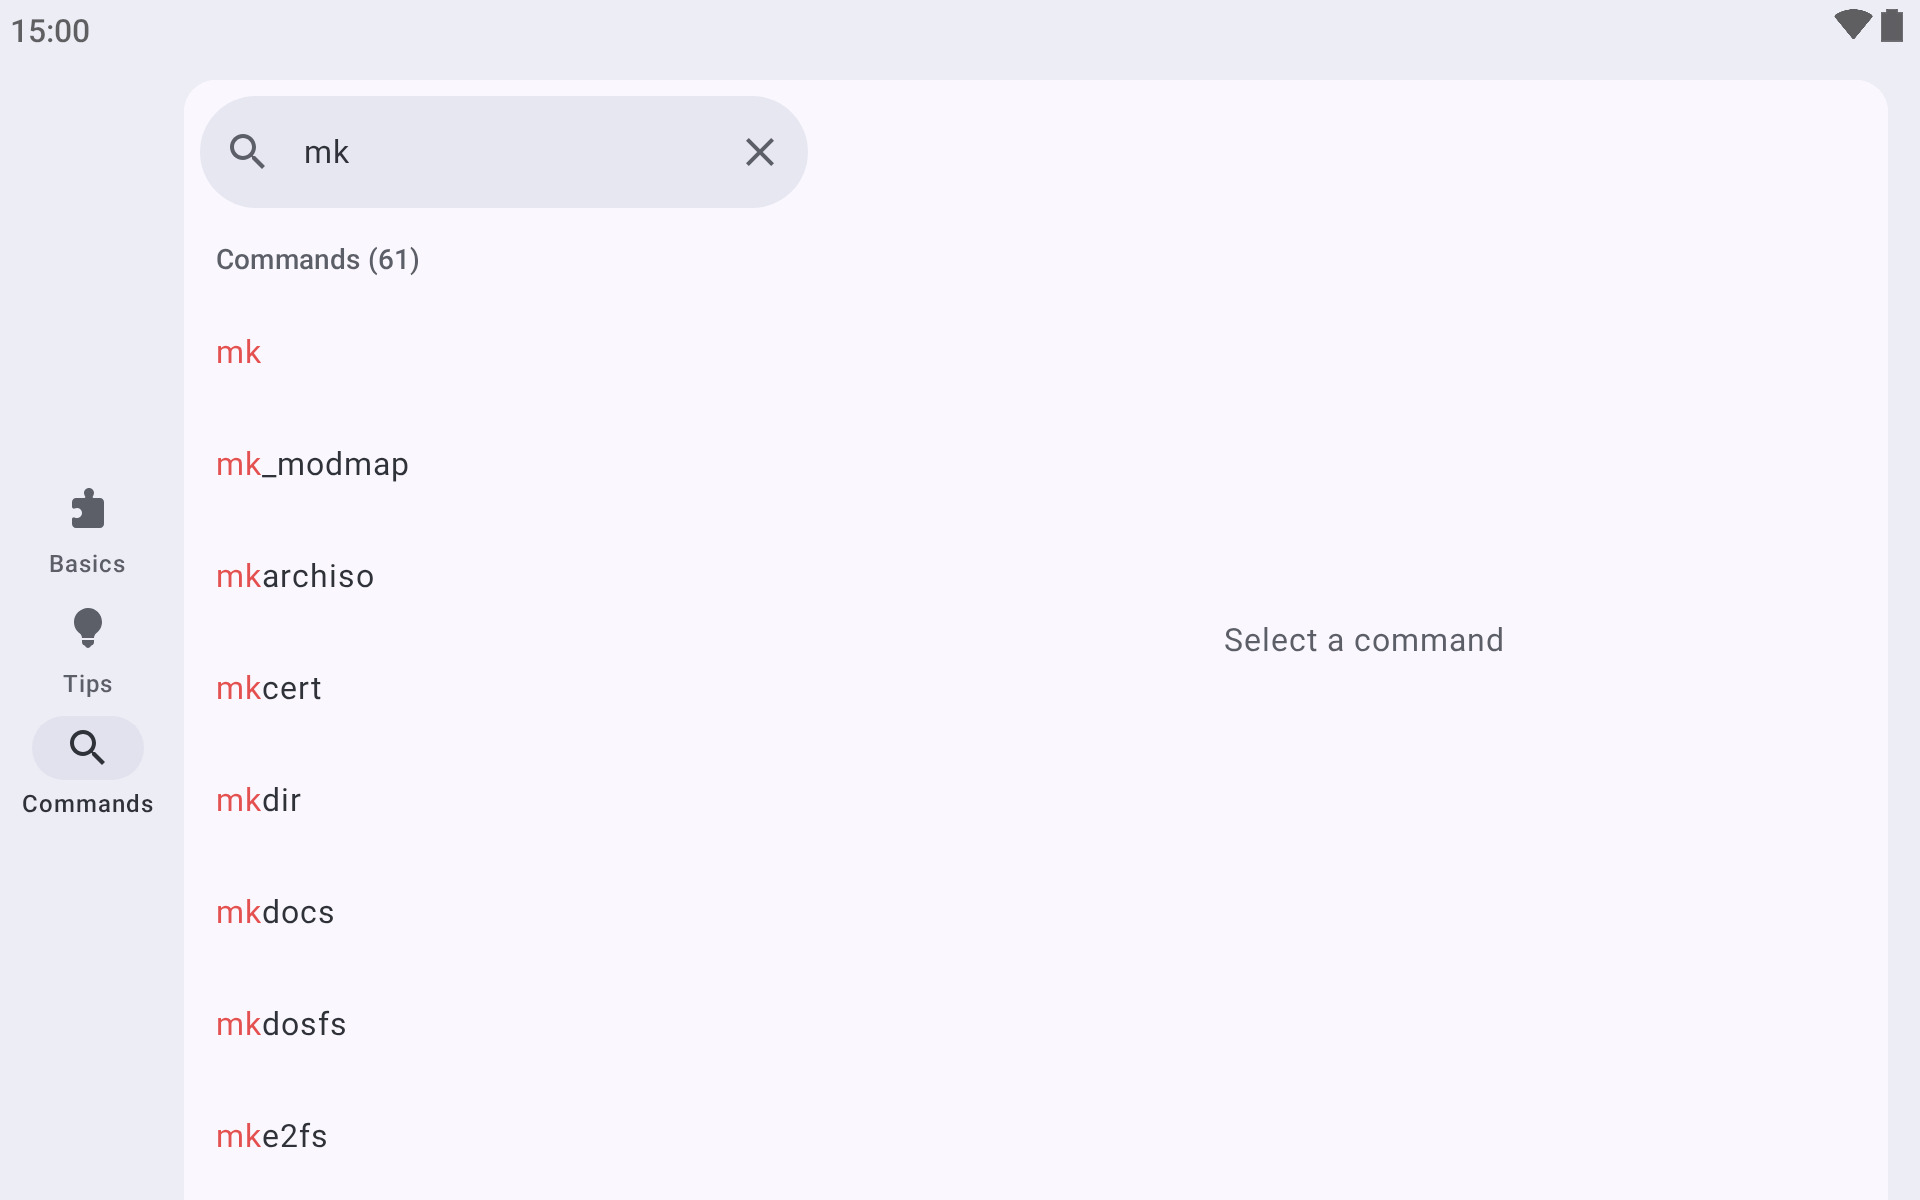 15:00
mk
Commands (61)
mk
mk_modmap
mkarchiso
mkcert
mkdir
mkdocs
mkdosfs
mke2fs
Basics
Tips
Commands
Select a command